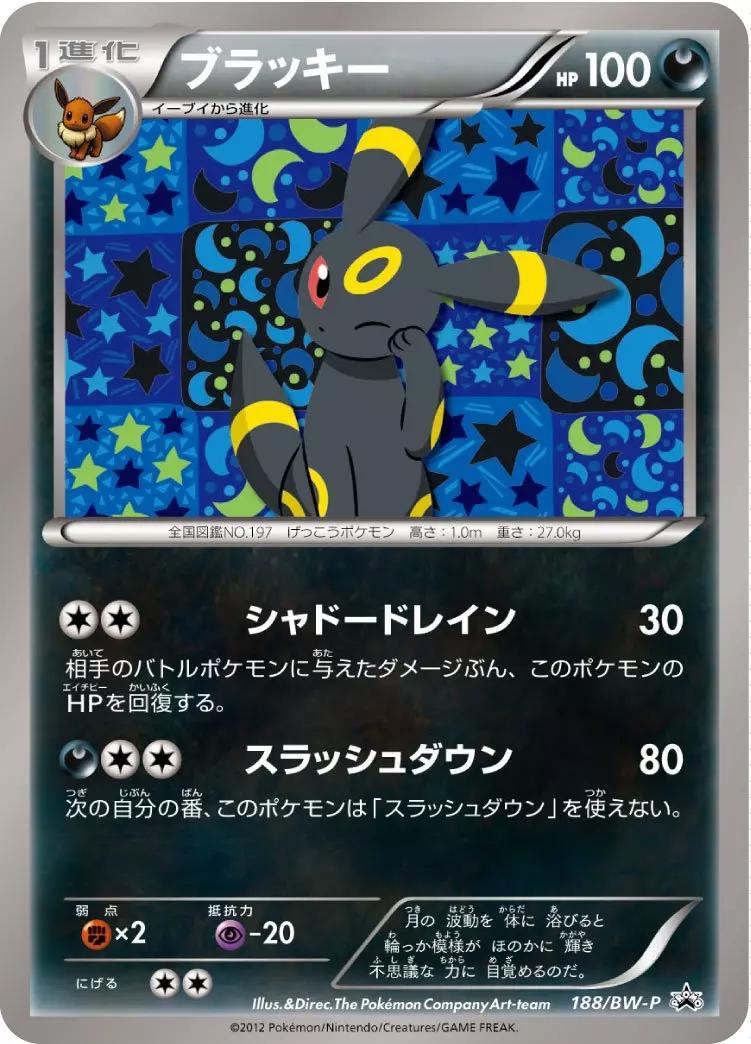 1進化
ブラッキー
HP 100
イーブイから進化
全国図鑑NO.197 げっこうポケモン 高さ：1.0m 重さ：27.0kg
シャドードレイン 30
相手のバトルポケモンに与えたダメージぶん、このポケモンの
HPを回復する。
スラッシュダウン 80
次の自分の番、このポケモンは「スラッシュダウン」を使えない。
弱点 抵抗力
×2 -20
にげる
月の 波動を 体に 浴びると
輪っか模様が ほのかに 輝き
不思議な 力に 目覚めるのだ。
Illus.&Direc.The Pokémon Company Art-team 188/BW-P PROMO
©2012 Pokémon/Nintendo/Creatures/GAME FREAK.